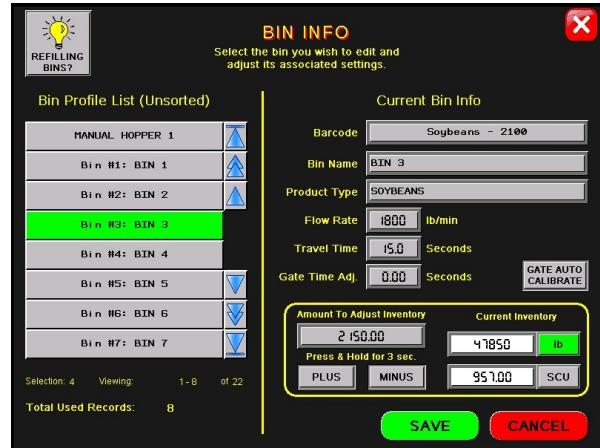 REFILLING
BINS?
BIN INFO
Select the bin you wish to edit and
adjust its associated settings.
X
Bin Profile List (Unsorted)
MANUAL HOPPER 1
Bin #1: BIN 1
Bin #2: BIN 2
Bin #3: BIN 3
Bin #4: BIN 4
Bin #5: BIN 5
Bin #6: BIN 6
Bin #7: BIN 7
Selection: 4 Viewing: 1-8 of 22
Total Used Records: 8
Current Bin Info
Barcode Soybeans - 2100
Bin Name BIN 3
Product Type SOYBEANS
Flow Rate 1800 lb/min
Travel Time 15.0 Seconds
Gate Time Adj. 0.00 Seconds
GATE AUTO
CALIBRATE
Amount To Adjust Inventory
2150.00
Press & Hold for 3 sec.
PLUS MINUS
Current Inventory
47850 lb
957.00 SCU
SAVE CANCEL